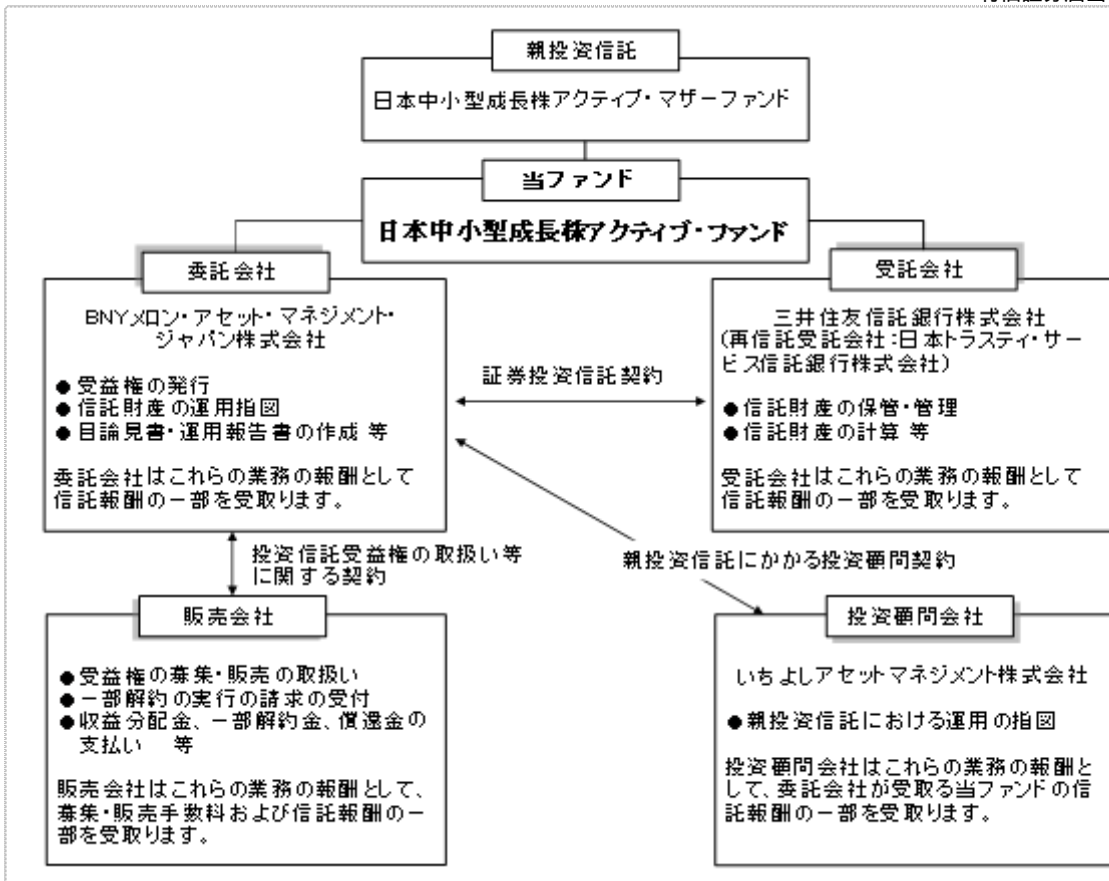 親投資信託
日本中小型成長株アクティブ・マザーファンド
当ファンド
日本中小型成長株アクティブ・ファンド
委託会社
BNYメロン・アセット・マネジメント・
ジャパン株式会社
●受益権の発行
●信託財産の運用指図
●目論見書・運用報告書の作成 等
委託会社はこれらの業務の報酬として
信託報酬の一部を受取ります。
証券投資信託契約
受託会社
三井住友信託銀行株式会社
(再信託受託会社:日本トラスティ・サー
ビス信託銀行株式会社)
●信託財産の保管・管理
●信託財産の計算 等
受託会社はこれらの業務の報酬として
信託報酬の一部を受取ります。
投資信託受益権の取扱い等
に関する契約
親投資信託にかかる投資顧問契約
販売会社
●受益権の募集・販売の取扱い
●一部解約の実行の請求の受付
●収益分配金、一部解約金、償還金の
支払い 等
販売会社はこれらの業務の報酬として、
募集・販売手数料および信託報酬の一
部を受取ります。
投資顧問会社
いちよしアセットマネジメント株式会社
●親投資信託における運用の指図
投資顧問会社はこれらの業務の報酬と
して、委託会社が受取る当ファンドの信
託報酬の一部を受取ります。